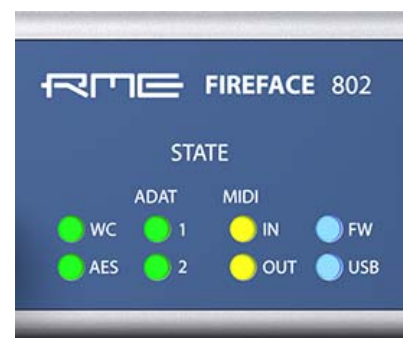 RME FIREFACE 802
STATE
ADAT MIDI
WC 1 IN FW
AES 2 OUT USB